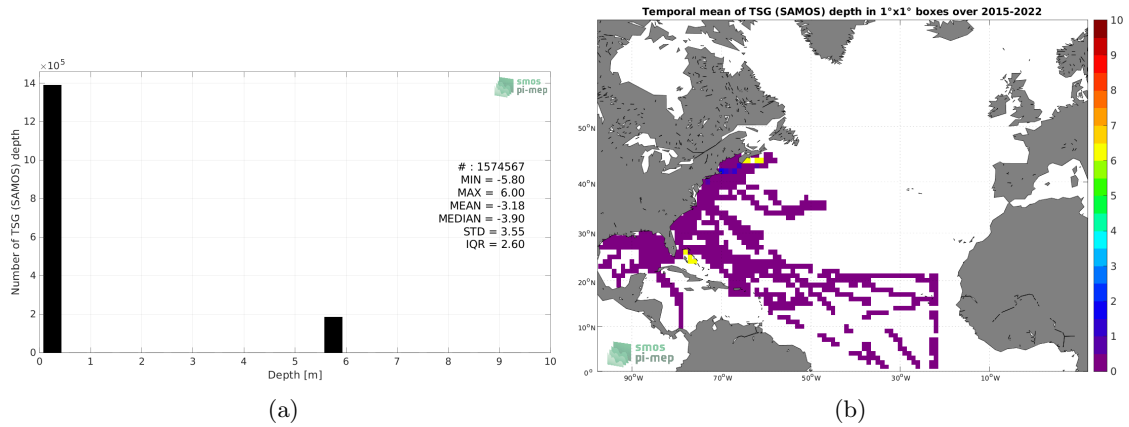 Temporal mean of TSG (SAMOS) depth in 1°x1° boxes over 2015-2022
×10⁵
14
12
10
8
6
4
2
0
Number of TSG (SAMOS) depth
smos
pi-mep
# : 1574567
MIN = -5.80
MAX = 6.00
MEAN = -3.18
MEDIAN = -3.90
STD = 3.55
IQR = 2.60
0 1 2 3 4 5 6 7 8 9 10
Depth [m]
(a)
50°N
40°N
30°N
20°N
10°N
0°
90°W 70°W 50°W 30°W 10°W
smos
pi-mep
10
9
8
7
6
5
4
3
2
1
0
(b)